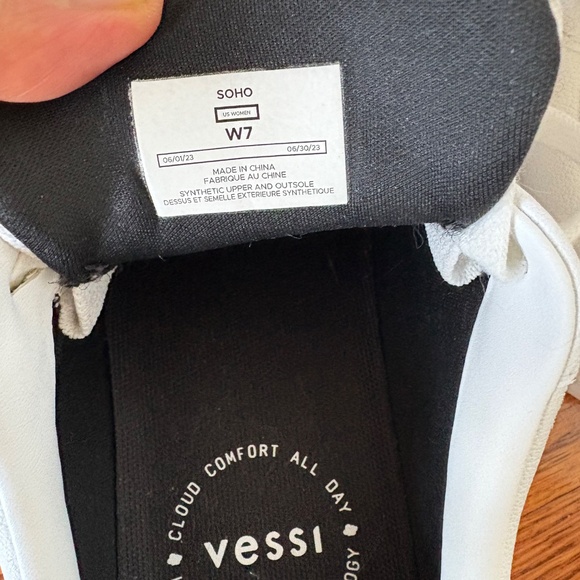 SOHO
US WOMEN
W7
06/01/23 06/30/23
MADE IN CHINA
FABRIQUE AU CHINE
SYNTHETIC UPPER AND OUTSOLE
DESSUS ET SEMELLE EXTERIEURE SYNTHETIQUE
CLOUD COMFORT ALL DAY
vessi